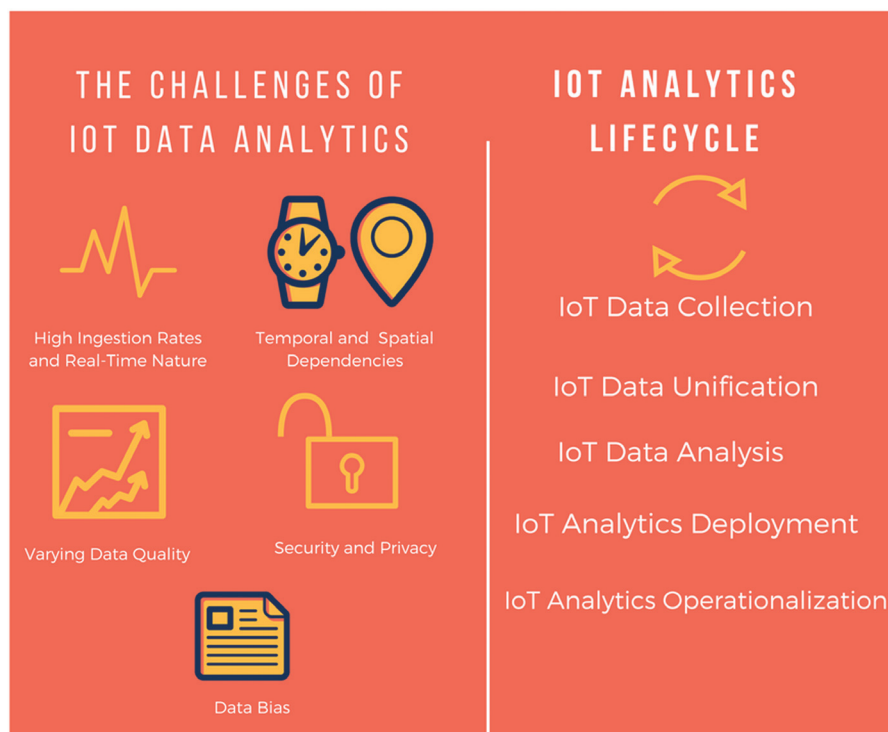 THE CHALLENGES OF
IOT DATA ANALYTICS
High Ingestion Rates
and Real-Time Nature
Temporal and Spatial
Dependencies
Varying Data Quality
Security and Privacy
Data Bias
IOT ANALYTICS
LIFECYCLE
IoT Data Collection
IoT Data Unification
IoT Data Analysis
IoT Analytics Deployment
IoT Analytics Operationalization